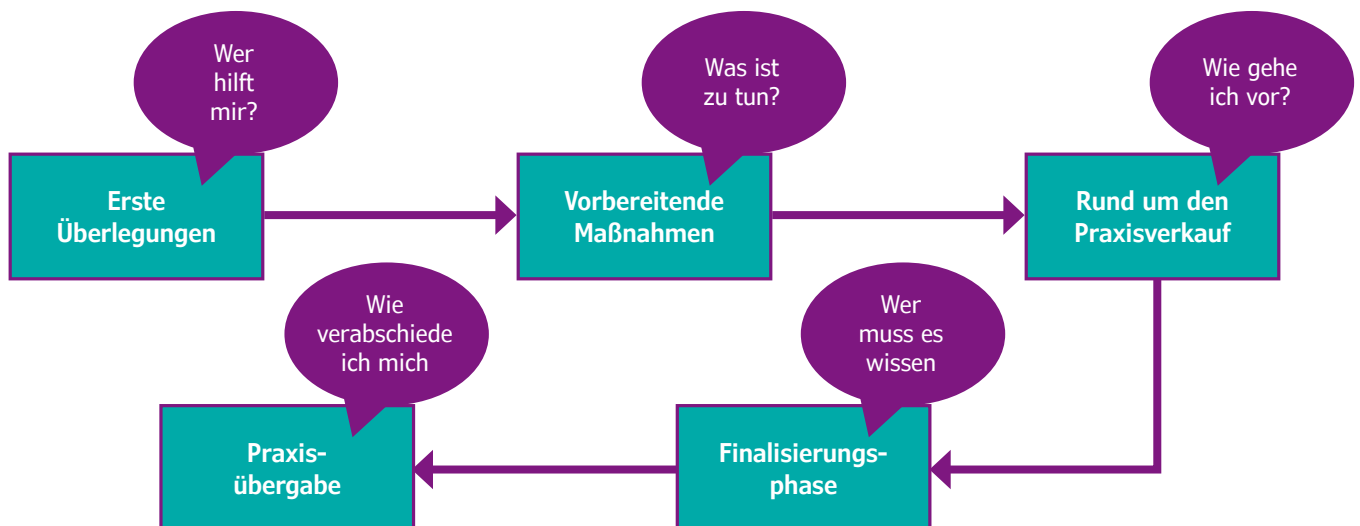 Wer
hilft
mir?
Erste
Überlegungen
Was ist
zu tun?
Vorbereitende
Maßnahmen
Wie gehe
ich vor?
Rund um den
Praxisverkauf
Wer
muss es
wissen
Finalisierungs-
phase
Wie
verabschiede
ich mich
Praxis-
übergabe